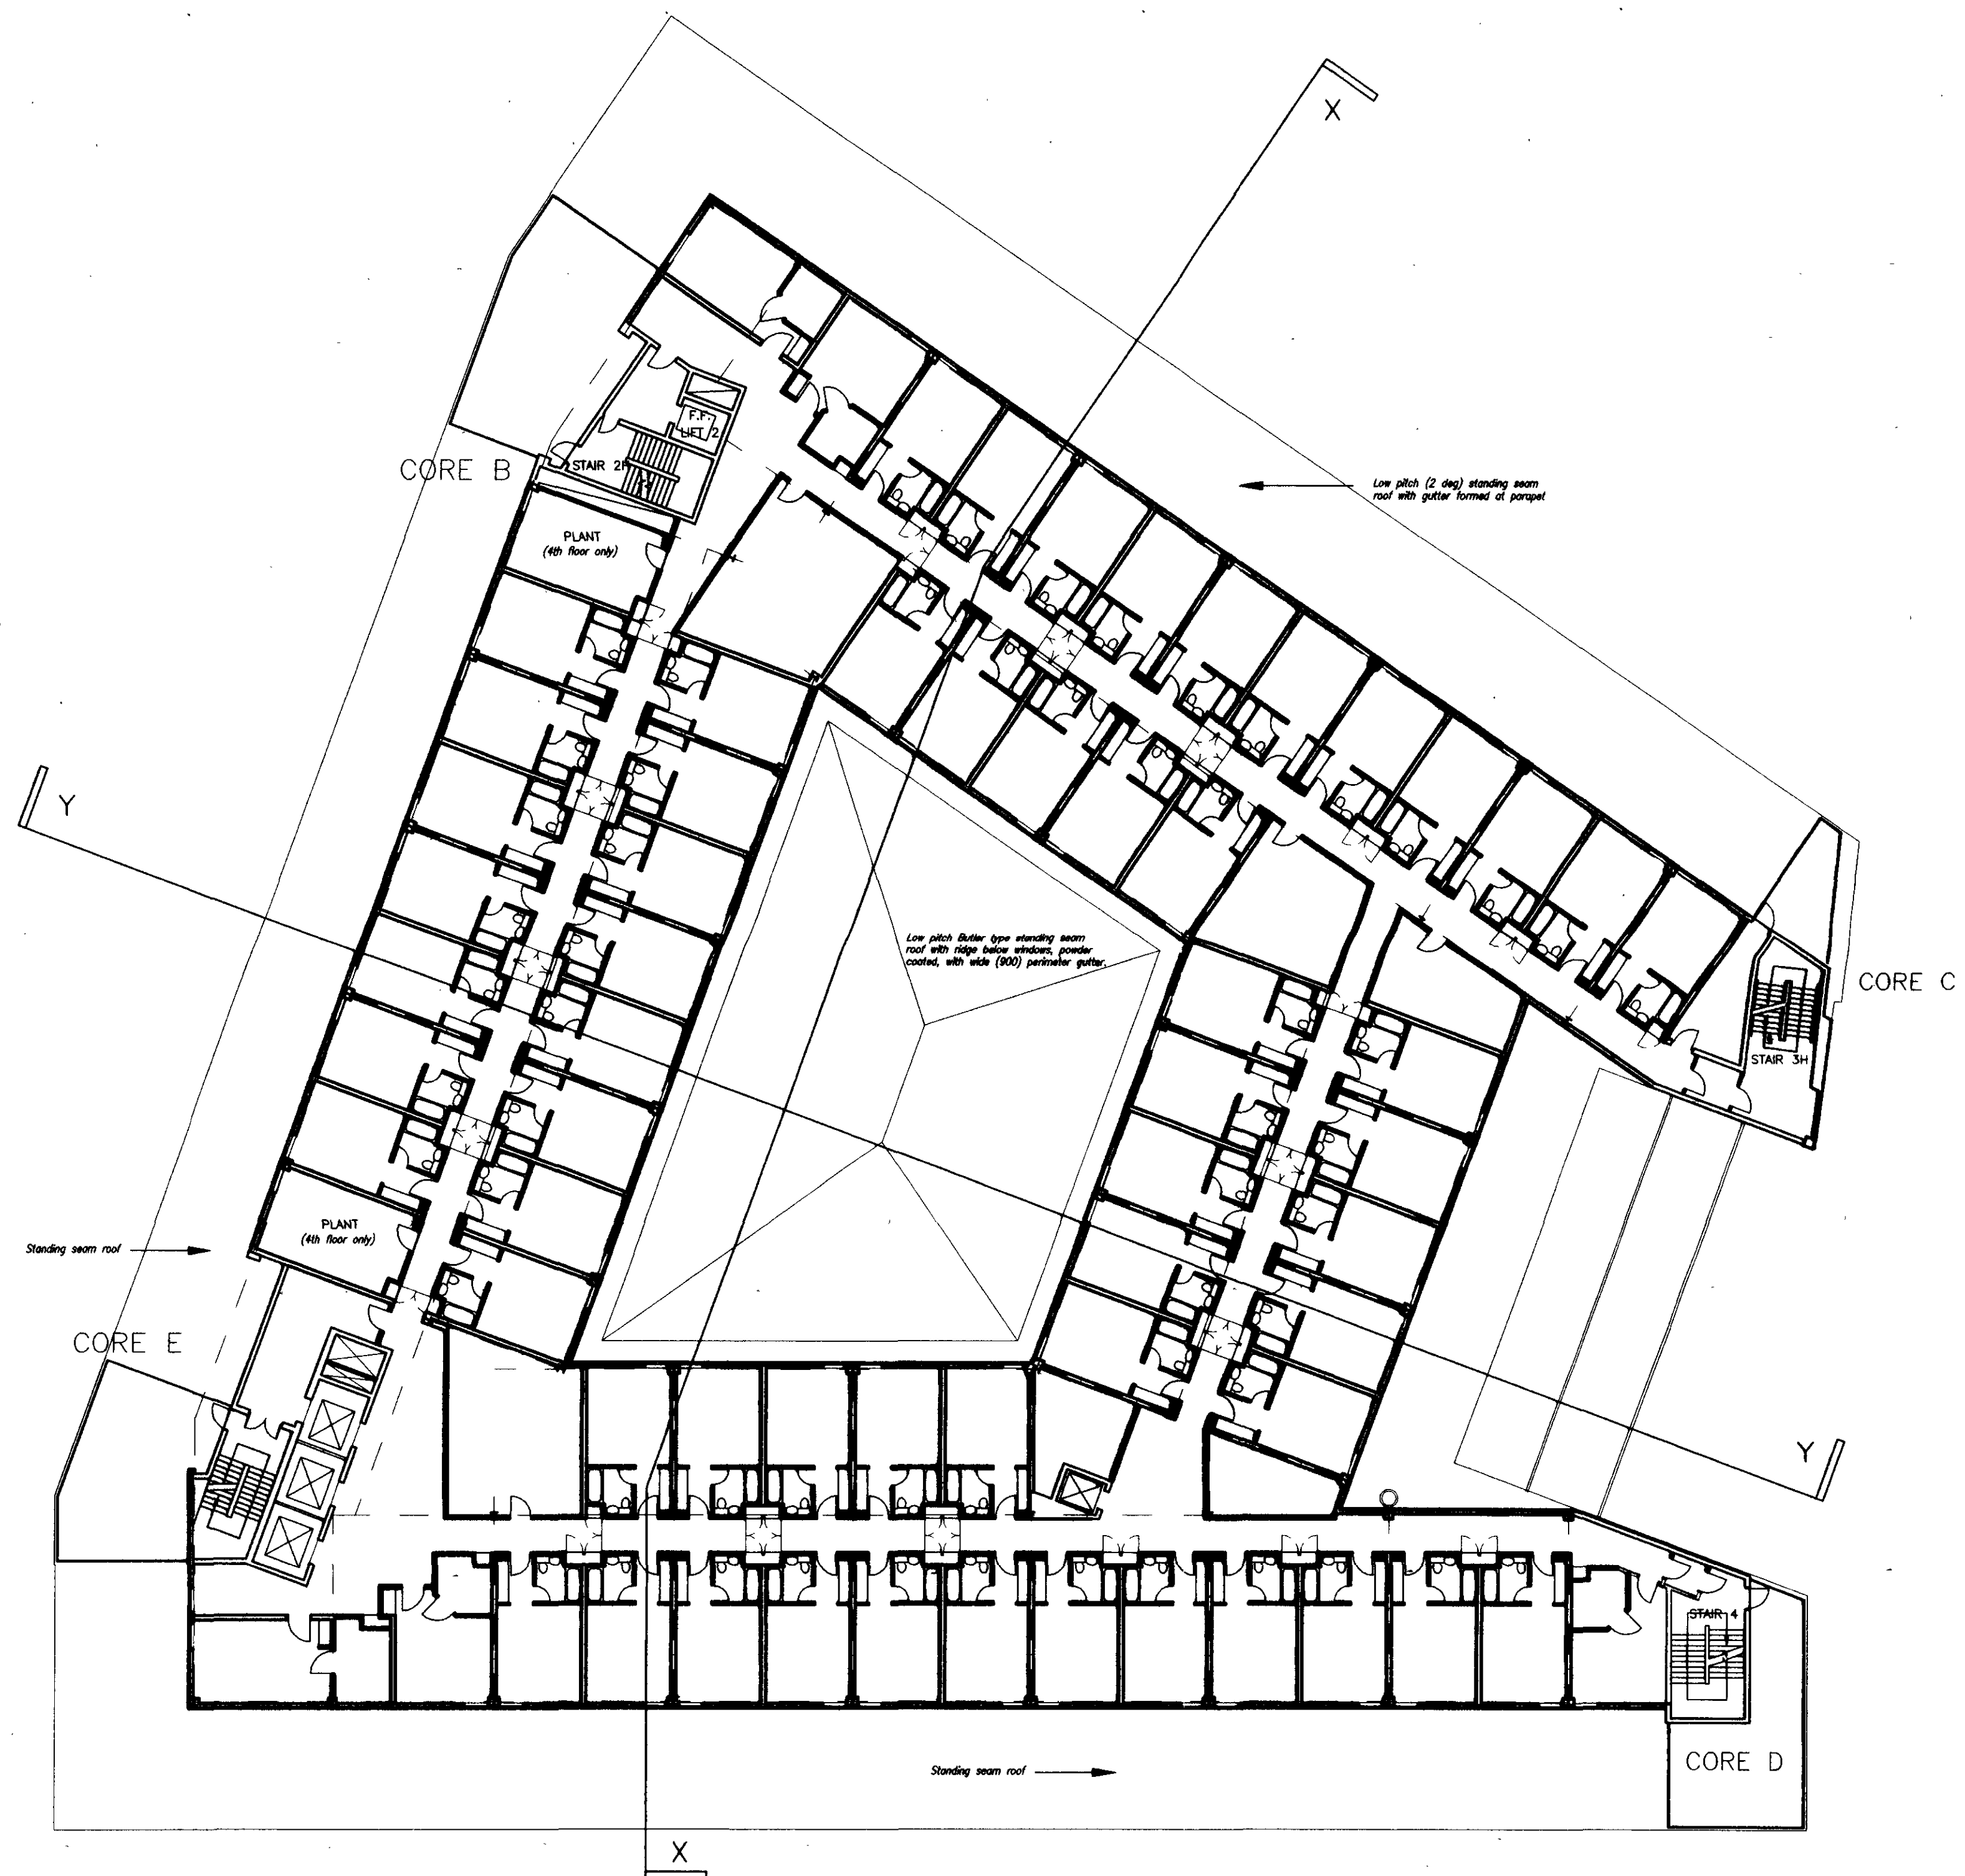 X
CORE B
F.F.
LIFT 2
STAIR 2F
Low pitch (2 deg) standing seam
roof with gutter formed at parapet
PLANT
(4th floor only)
Y
Low pitch Butler type standing seam
roof with ridge below windows, powder
coated, with wide (900) perimeter gutter.
CORE C
STAIR 3H
PLANT
(4th floor only)
Standing seam roof
CORE E
Y
STAIR 4
CORE D
Standing seam roof
X